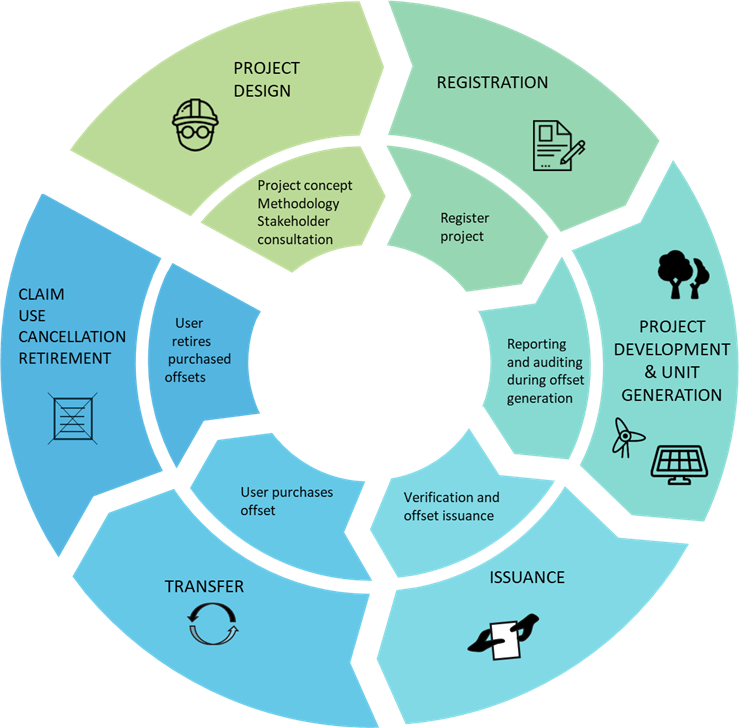 PROJECT
DESIGN
Project concept
Methodology
Stakeholder
consultation
REGISTRATION
Register
project
PROJECT
DEVELOPMENT
& UNIT
GENERATION
Reporting
and auditing
during offset
generation
ISSUANCE
Verification and
offset issuance
TRANSFER
User purchases
offset
CLAIM
USE
CANCELLATION
RETIREMENT
User
retires
purchased
offsets